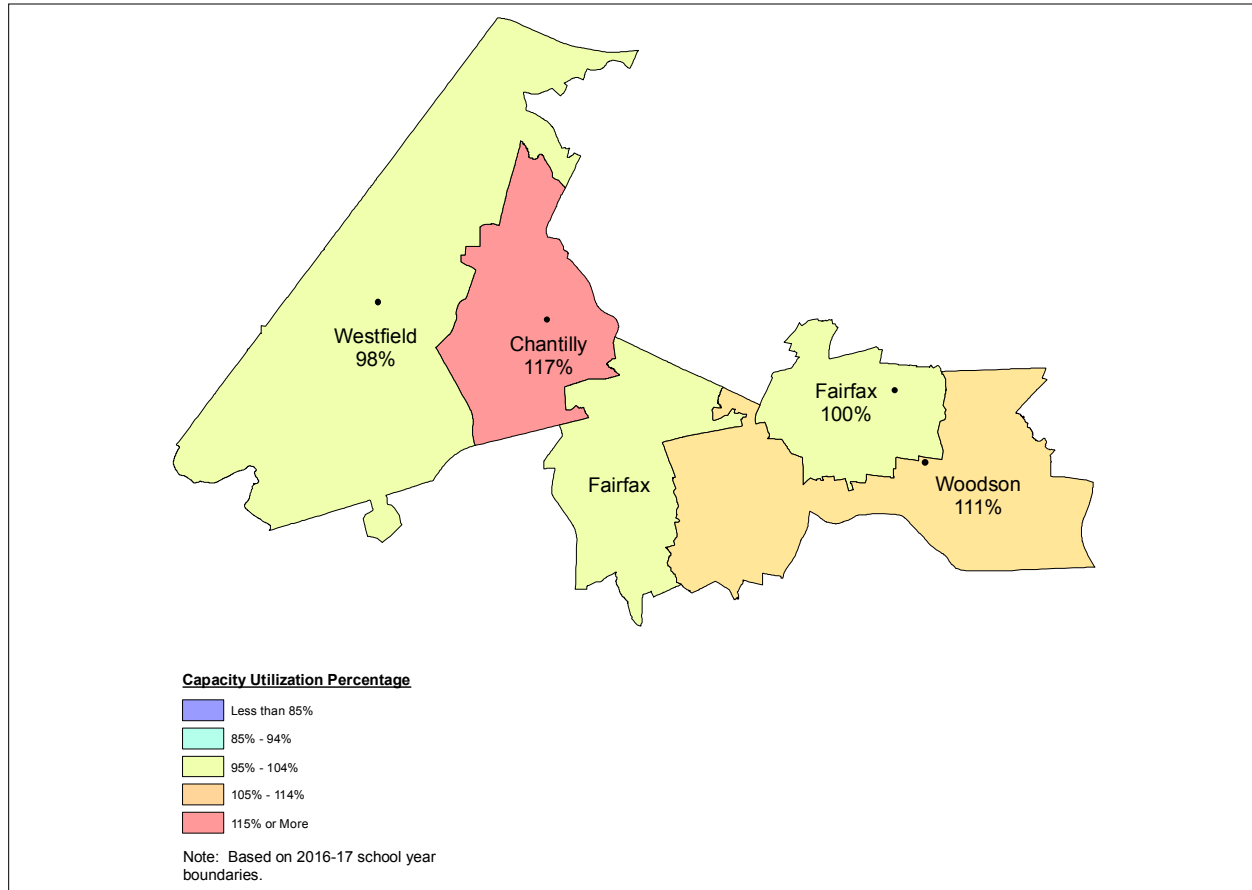 Westfield
98%
Chantilly
117%
Fairfax
100%
Fairfax
Woodson
111%
Capacity Utilization Percentage
Less than 85%
85% - 94%
95% - 104%
105% - 114%
115% or More
Note:  Based on 2016-17 school year
boundaries.